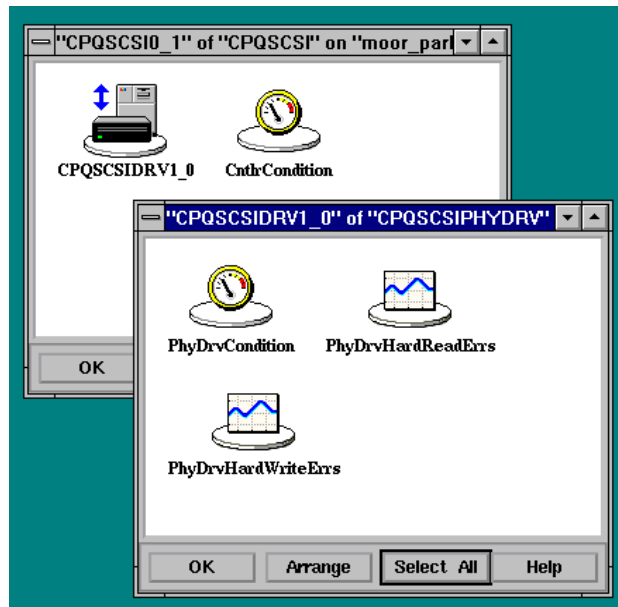 "CPQSCSI0_1" of "CPQSCSI" on "moor_parl
CPQSCSIDRV1_0 CntlrCondition
OK
"CPQSCSIDRV1_0" of "CPQSCSIPHYDRV"
PhyDrvCondition PhyDrvHardReadErrs
PhyDrvHardWriteErrs
OK Arrange Select All Help